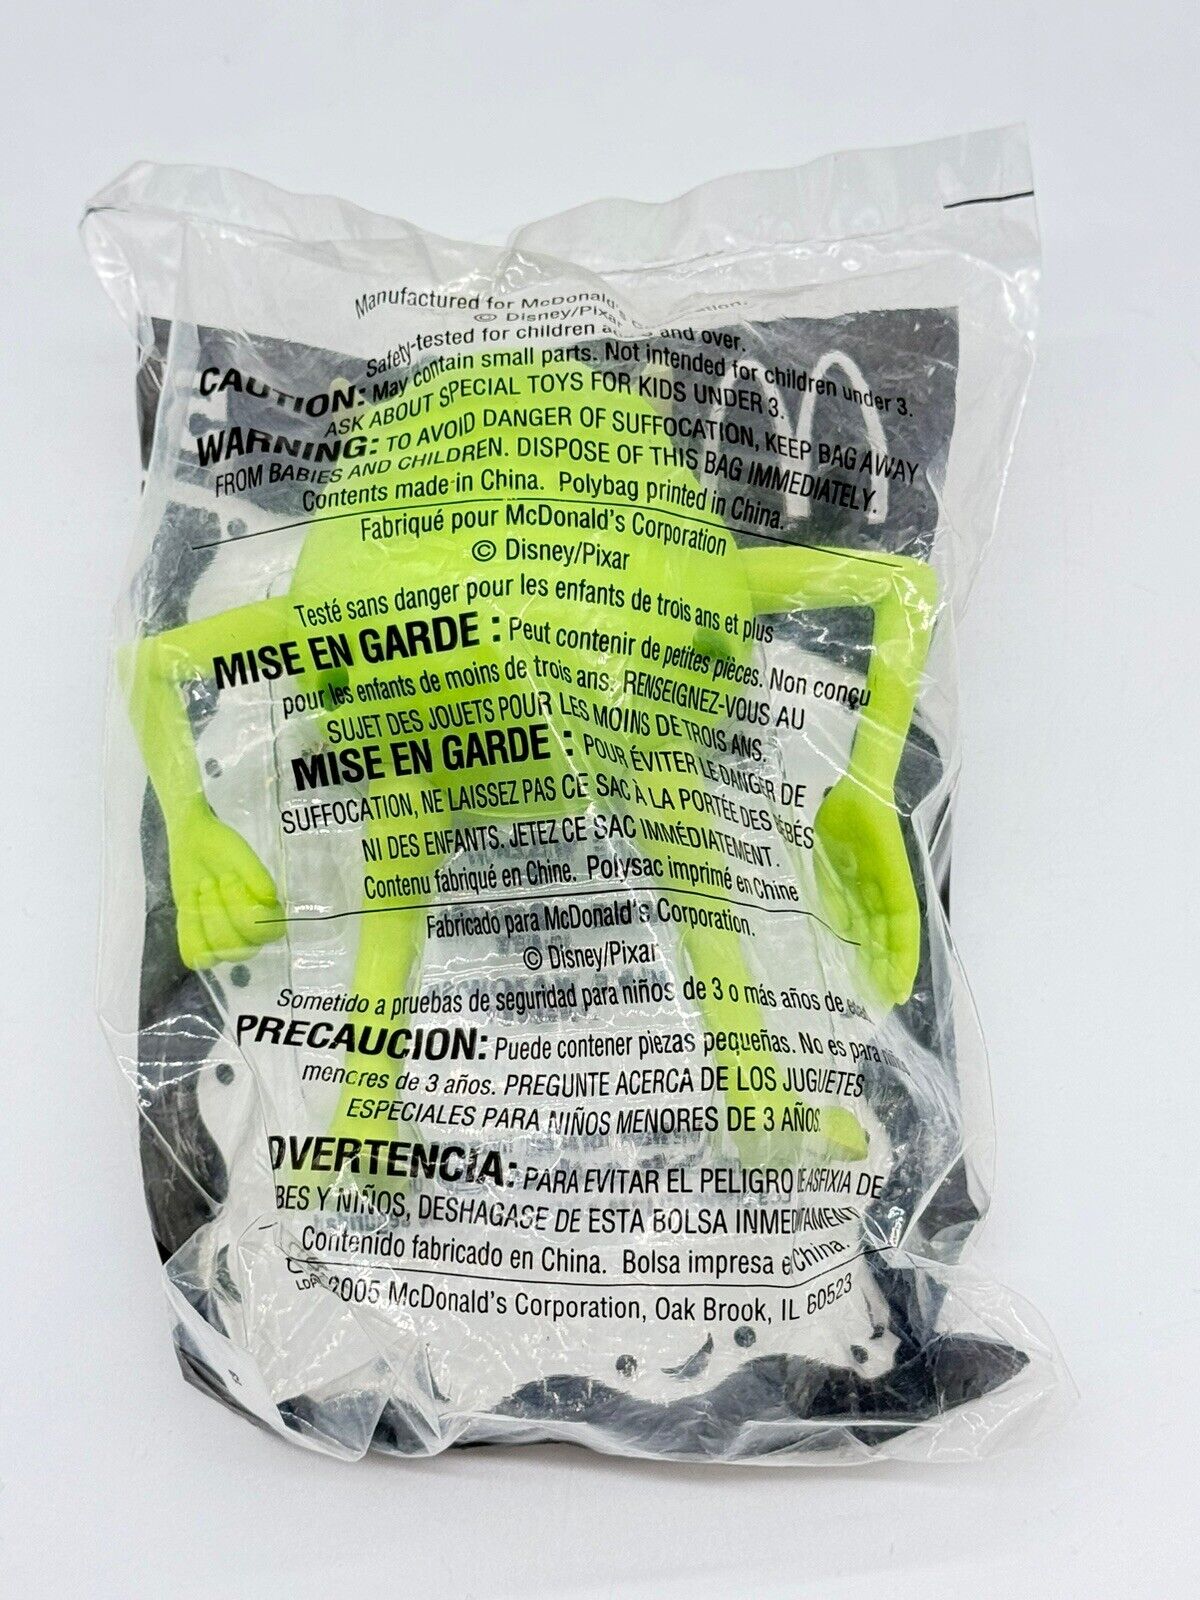 Manufactured for McDonald's
© Disney/Pixar
Safety-tested for children and over.
CAUTION: May contain small parts. Not intended for children under 3.
ASK ABOUT SPECIAL TOYS FOR KIDS UNDER 3.
WARNING: TO AVOID DANGER OF SUFFOCATION, KEEP BAG AWAY
FROM BABIES AND CHILDREN. DISPOSE OF THIS BAG IMMEDIATELY.
Contents made in China. Polybag printed in China.
Fabriqué pour McDonald's Corporation
© Disney/Pixar
Testé sans danger pour les enfants de trois ans et plus
MISE EN GARDE : Peut contenir de petites pièces. Non conçu
pour les enfants de moins de trois ans. RENSEIGNEZ-VOUS AU
SUJET DES JOUETS POUR LES MOINS DE TROIS ANS.
MISE EN GARDE : POUR ÉVITER LE DANGER DE
SUFFOCATION, NE LAISSEZ PAS CE SAC À LA PORTÉE DES BÉBÉS
NI DES ENFANTS. JETEZ CE SAC IMMÉDIATEMENT.
Contenu fabriqué en Chine. Polysac imprimé en Chine
Fabricado para McDonald's Corporation.
© Disney/Pixar
Sometido a pruebas de seguridad para niños de 3 o más años de
PRECAUCION: Puede contener piezas pequeñas. No es para
menores de 3 años. PREGUNTE ACERCA DE LOS JUGUETES
ESPECIALES PARA NIÑOS MENORES DE 3 AÑOS
DVERTENCIA: PARA EVITAR EL PELIGRO DE ASFIXIA DE
BES Y NIÑOS, DESHAGASE DE ESTA BOLSA INMEDIATAMENT
Contenido fabricado en China. Bolsa impresa e China.
2005 McDonald's Corporation, Oak Brook, IL 60523